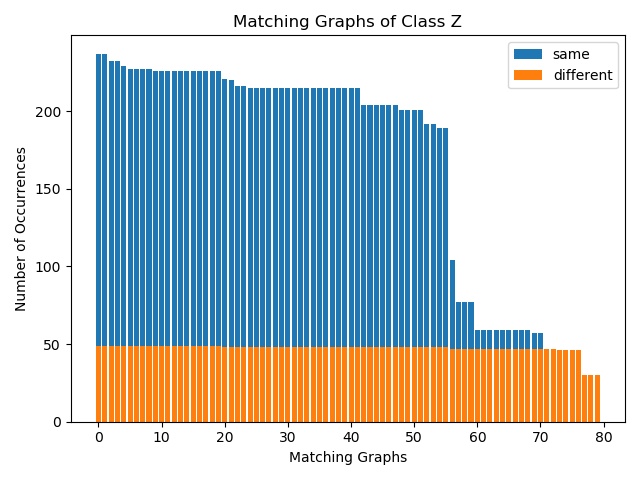 Matching Graphs of Class Z
same
different
Number of Occurrences
200
150
100
50
0
0 10 20 30 40 50 60 70 80
Matching Graphs